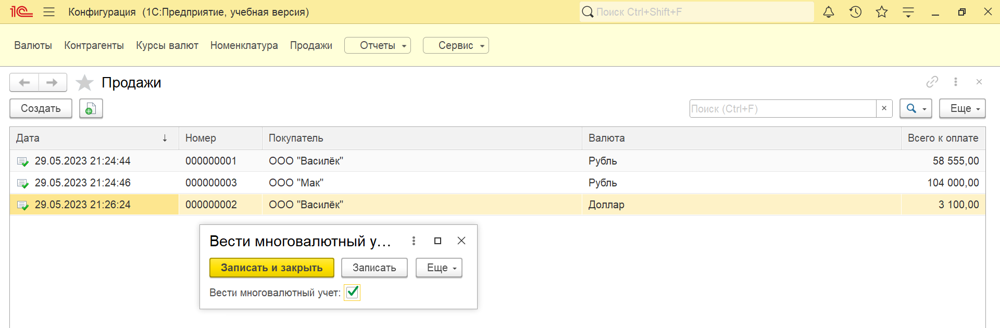 1С Конфигурация (1С:Предприятие, учебная версия) Поиск Ctrl+Shift+F
Валюты Контрагенты Курсы валют Номенклатура Продажи Отчеты Сервис
Продажи
Создать Поиск (Ctrl+F) × Еще
Дата ↓ Номер Покупатель Валюта Всего к оплате
29.05.2023 21:24:44 000000001 ООО "Василёк" Рубль 58 555,00
29.05.2023 21:24:46 000000003 ООО "Мак" Рубль 104 000,00
29.05.2023 21:26:24 000000002 ООО "Василёк" Доллар 3 100,00
Вести многовалютный у...
Записать и закрыть Записать Еще
Вести многовалютный учет: